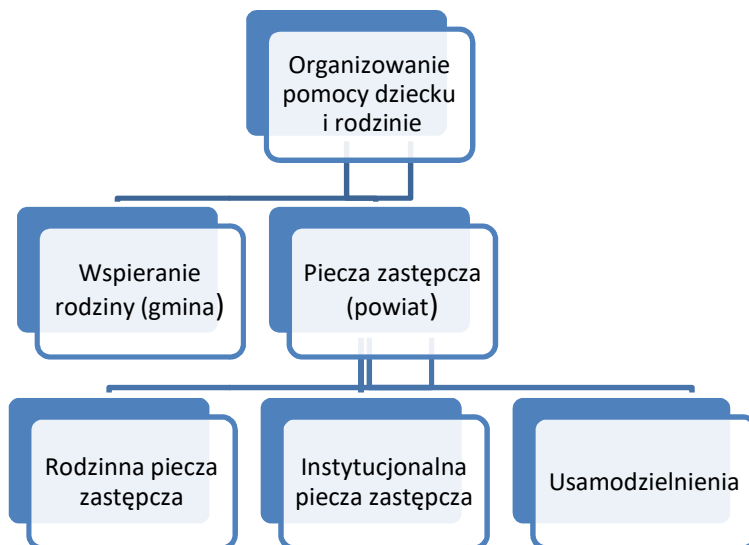 Organizowanie
pomocy dziecku
i rodzinie
Wspieranie
rodziny (gmina)
Piecza zastępcza
(powiat)
Rodzinna piecza
zastępcza
Instytucjonalna
piecza zastępcza
Usamodzielnienia